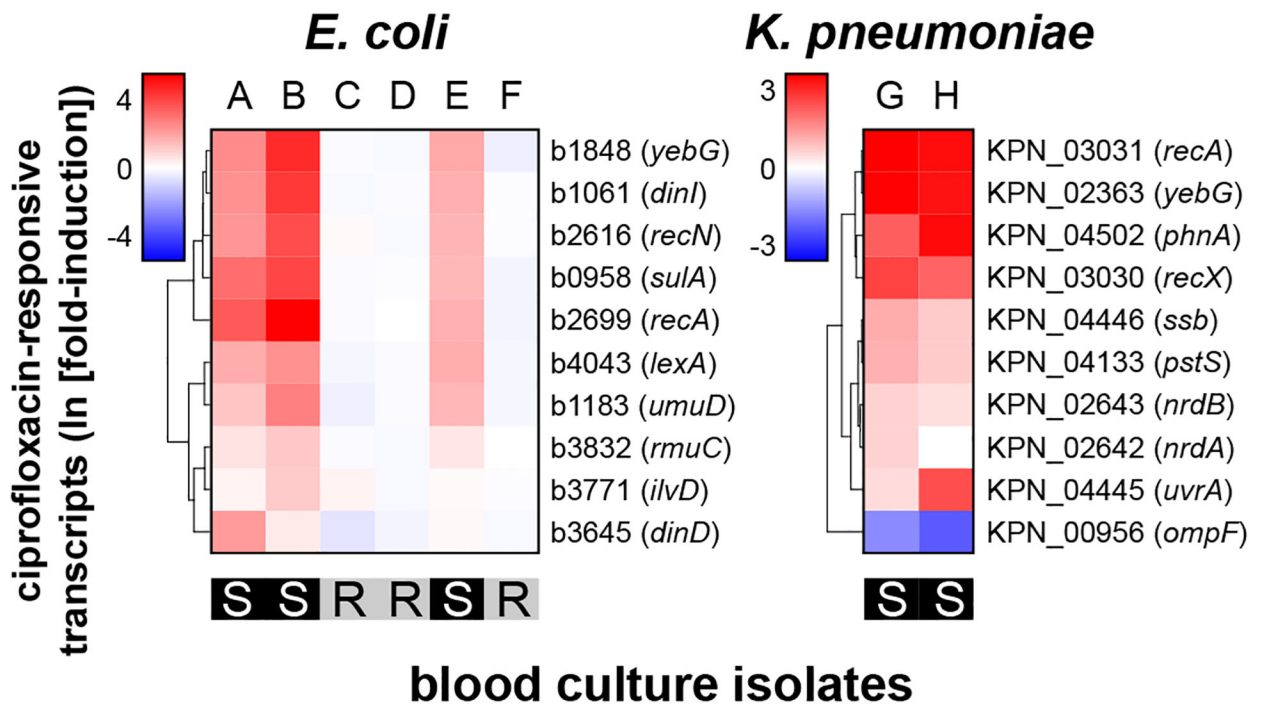 E. coli
K. pneumoniae
ciprofloxacin-responsive
transcripts (ln [fold-induction])
4
0
-4
A B C D E F
b1848 (yebG)
b1061 (dinI)
b2616 (recN)
b0958 (sulA)
b2699 (recA)
b4043 (lexA)
b1183 (umuD)
b3832 (rmuC)
b3771 (ilvD)
b3645 (dinD)
S S R R S R
3
0
-3
G H
KPN_03031 (recA)
KPN_02363 (yebG)
KPN_04502 (phnA)
KPN_03030 (recX)
KPN_04446 (ssb)
KPN_04133 (pstS)
KPN_02643 (nrdB)
KPN_02642 (nrdA)
KPN_04445 (uvrA)
KPN_00956 (ompF)
S S
blood culture isolates